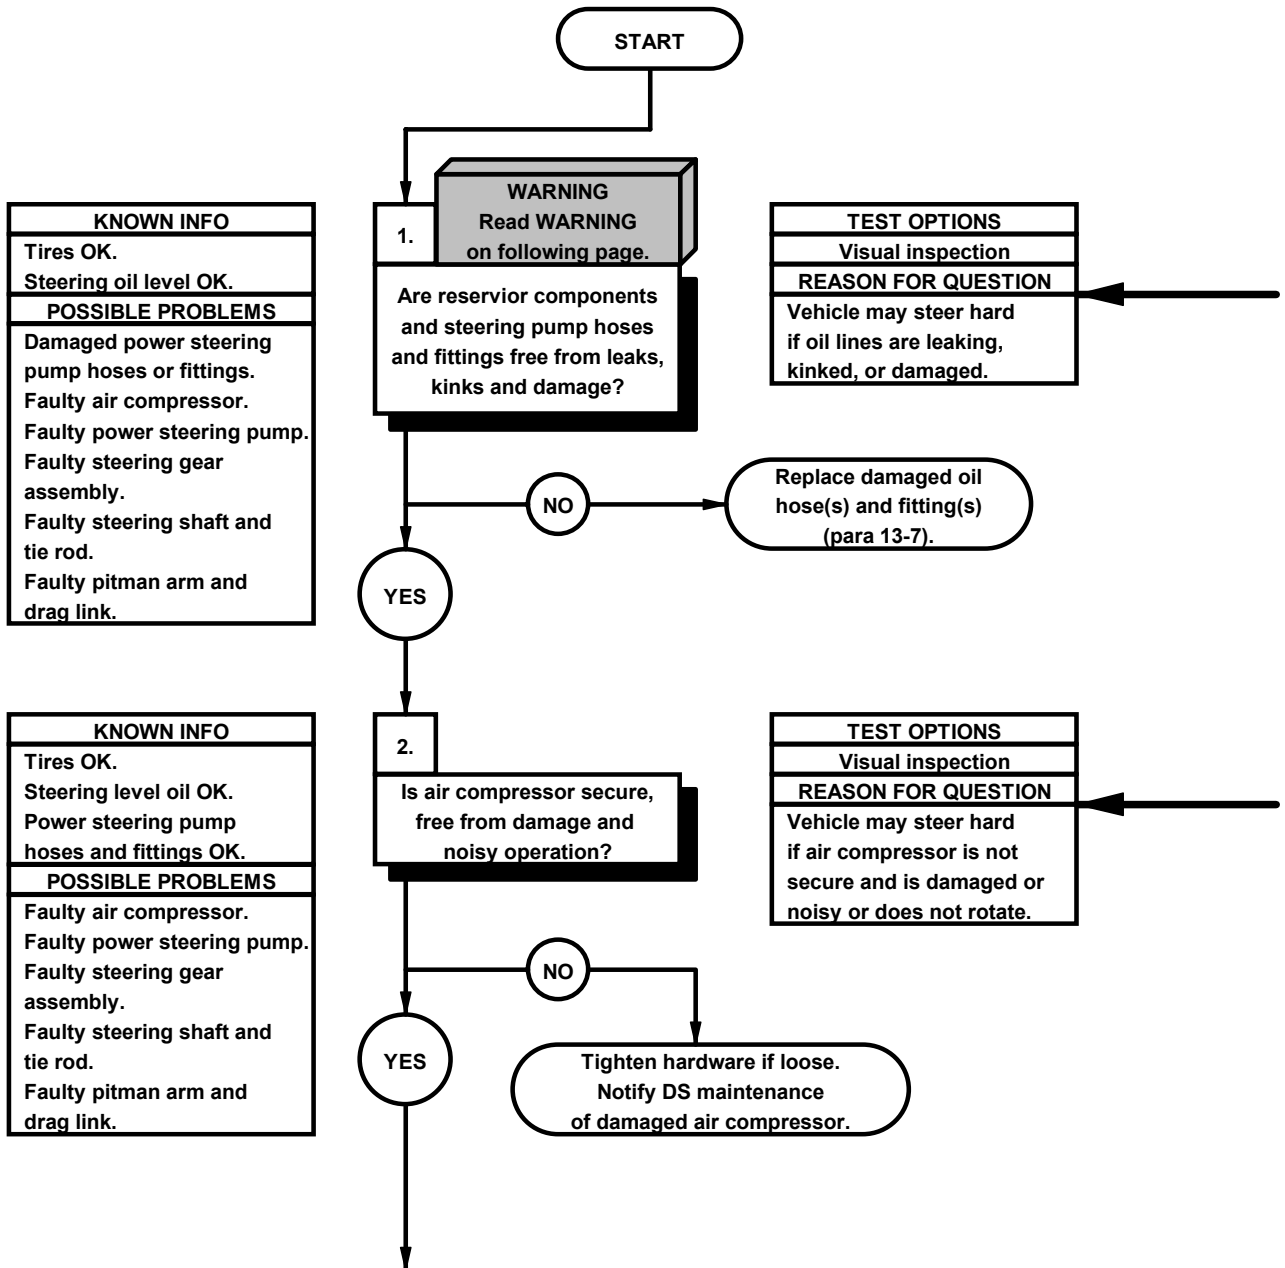 START
WARNING
Read WARNING
on following page.
1.
Are reservior components
and steering pump hoses
and fittings free from leaks,
kinks and damage?
KNOWN INFO
Tires OK.
Steering oil level OK.
POSSIBLE PROBLEMS
Damaged power steering
pump hoses or fittings.
Faulty air compressor.
Faulty power steering pump.
Faulty steering gear
assembly.
Faulty steering shaft and
tie rod.
Faulty pitman arm and
drag link.
TEST OPTIONS
Visual inspection
REASON FOR QUESTION
Vehicle may steer hard
if oil lines are leaking,
kinked, or damaged.
NO
Replace damaged oil
hose(s) and fitting(s)
(para 13-7).
YES
KNOWN INFO
Tires OK.
Steering level oil OK.
Power steering pump
hoses and fittings OK.
POSSIBLE PROBLEMS
Faulty air compressor.
Faulty power steering pump.
Faulty steering gear
assembly.
Faulty steering shaft and
tie rod.
Faulty pitman arm and
drag link.
2.
Is air compressor secure,
free from damage and
noisy operation?
TEST OPTIONS
Visual inspection
REASON FOR QUESTION
Vehicle may steer hard
if air compressor is not
secure and is damaged or
noisy or does not rotate.
NO
YES
Tighten hardware if loose.
Notify DS maintenance
of damaged air compressor.